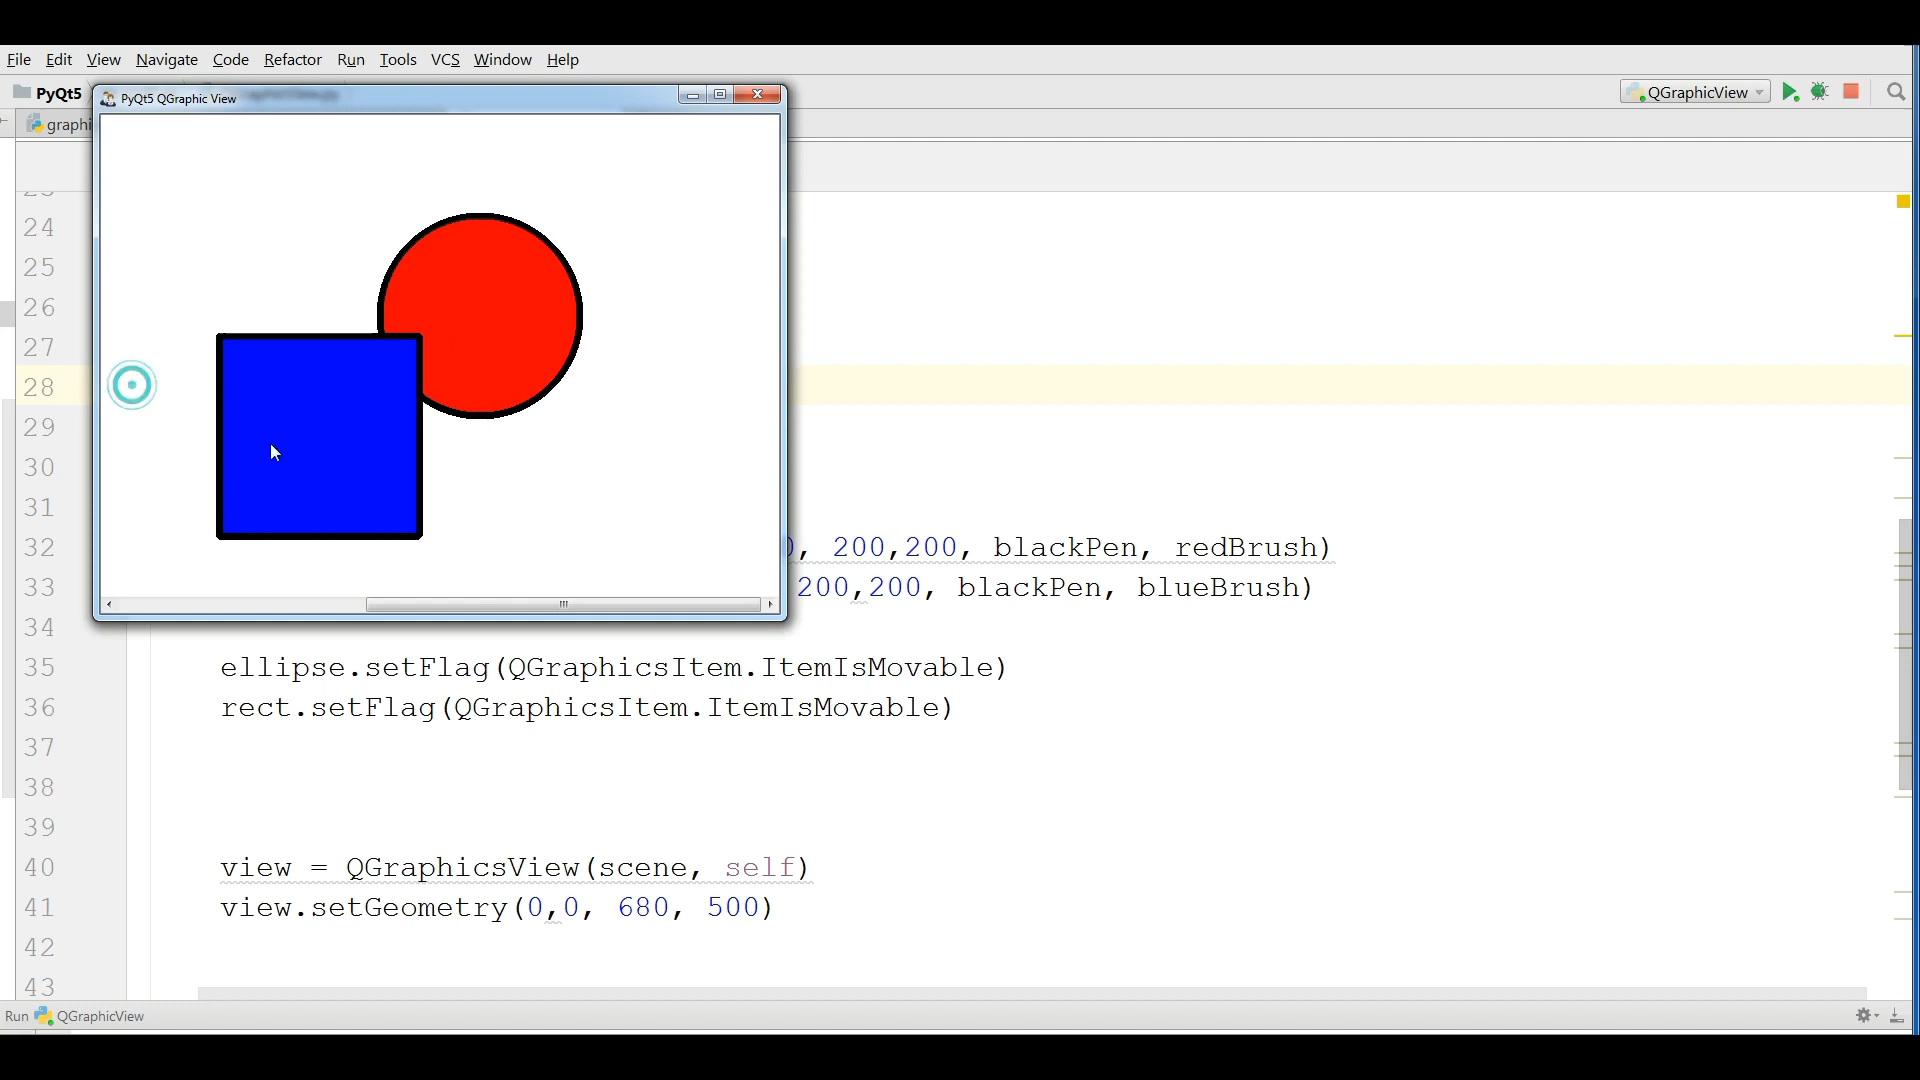 File Edit View Navigate Code Refactor Run Tools VCS Window Help
PyQt5
QGraphicView
PyQt5 QGraphic View
graphi
24
25
26
27
28
29
30
31
32 , 200,200, blackPen, redBrush)
33 200,200, blackPen, blueBrush)
34
35 ellipse.setFlag(QGraphicsItem.ItemIsMovable)
36 rect.setFlag(QGraphicsItem.ItemIsMovable)
37
38
39
40 view = QGraphicsView(scene, self)
41 view.setGeometry(0,0, 680, 500)
42
43
Run QGraphicView